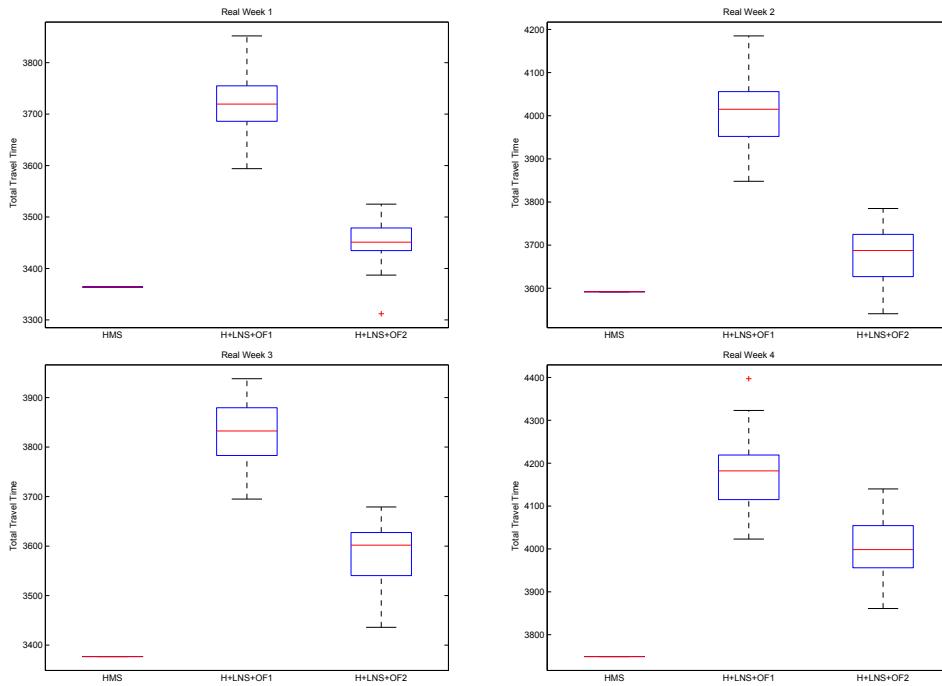 Real Week 1
Total Travel Time
3800
3700
3600
3500
3400
3300
HMS
H+LNS+OF1
H+LNS+OF2
Real Week 2
Total Travel Time
4200
4100
4000
3900
3800
3700
3600
HMS
H+LNS+OF1
H+LNS+OF2
Real Week 3
Total Travel Time
3900
3800
3700
3600
3500
3400
HMS
H+LNS+OF1
H+LNS+OF2
Real Week 4
Total Travel Time
4400
4300
4200
4100
4000
3900
3800
HMS
H+LNS+OF1
H+LNS+OF2